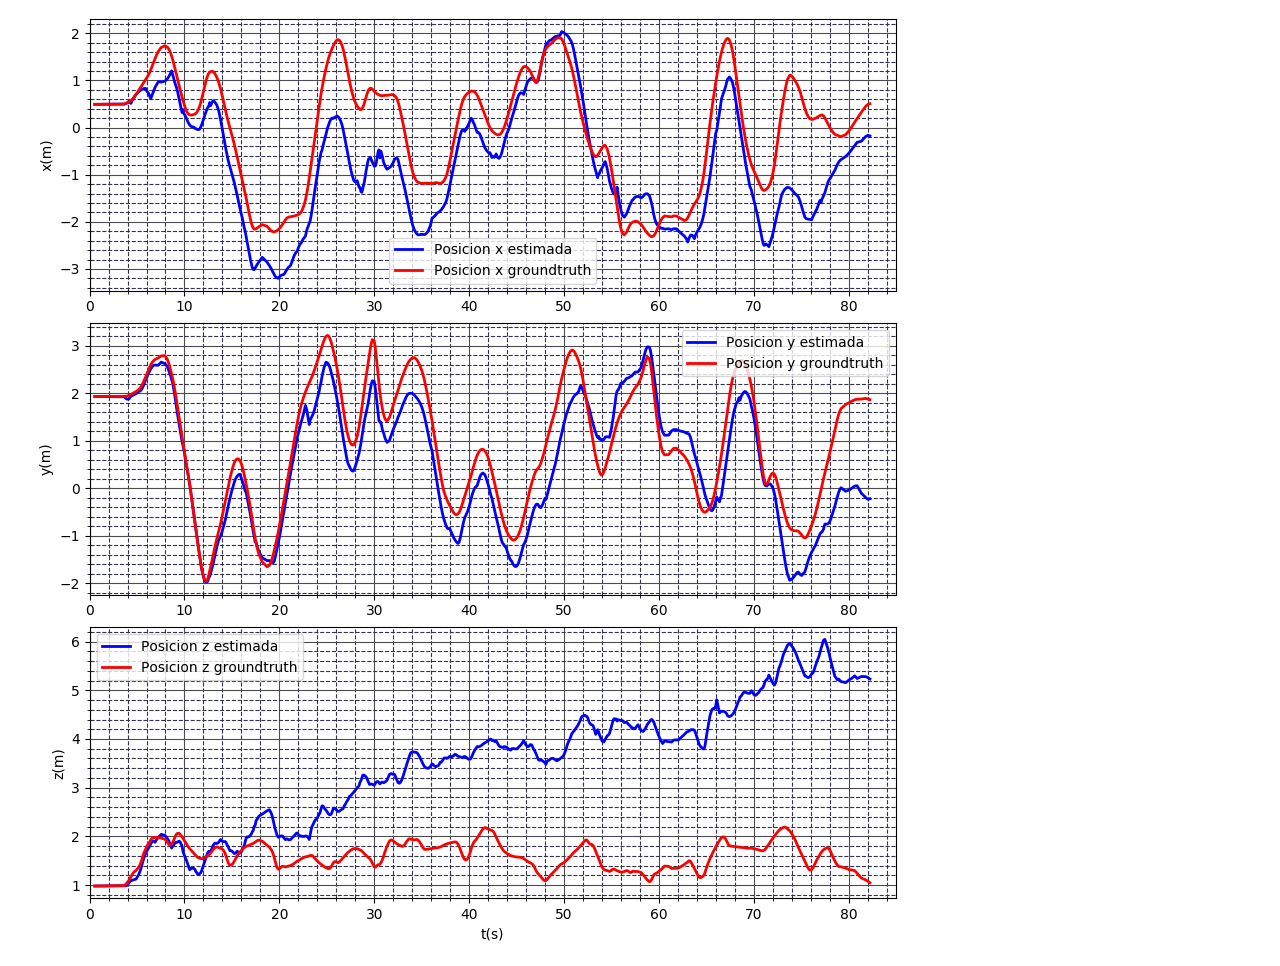 2
1
0
−1
−2
−3
x(m)
Posicion x estimada
Posicion x groundtruth
0 10 20 30 40 50 60 70 80
3
2
1
0
−1
−2
y(m)
Posicion y estimada
Posicion y groundtruth
0 10 20 30 40 50 60 70 80
6
5
4
3
2
1
z(m)
Posicion z estimada
Posicion z groundtruth
0 10 20 30 40 50 60 70 80
t(s)